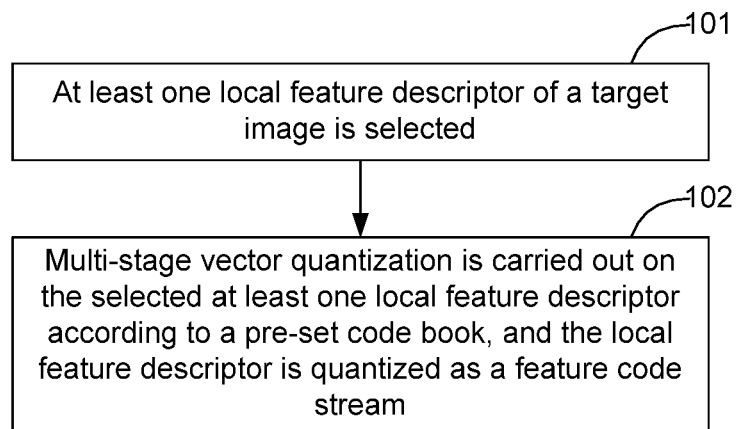 101
At least one local feature descriptor of a target
image is selected
102
Multi-stage vector quantization is carried out on
the selected at least one local feature descriptor
according to a pre-set code book, and the local
feature descriptor is quantized as a feature code
stream